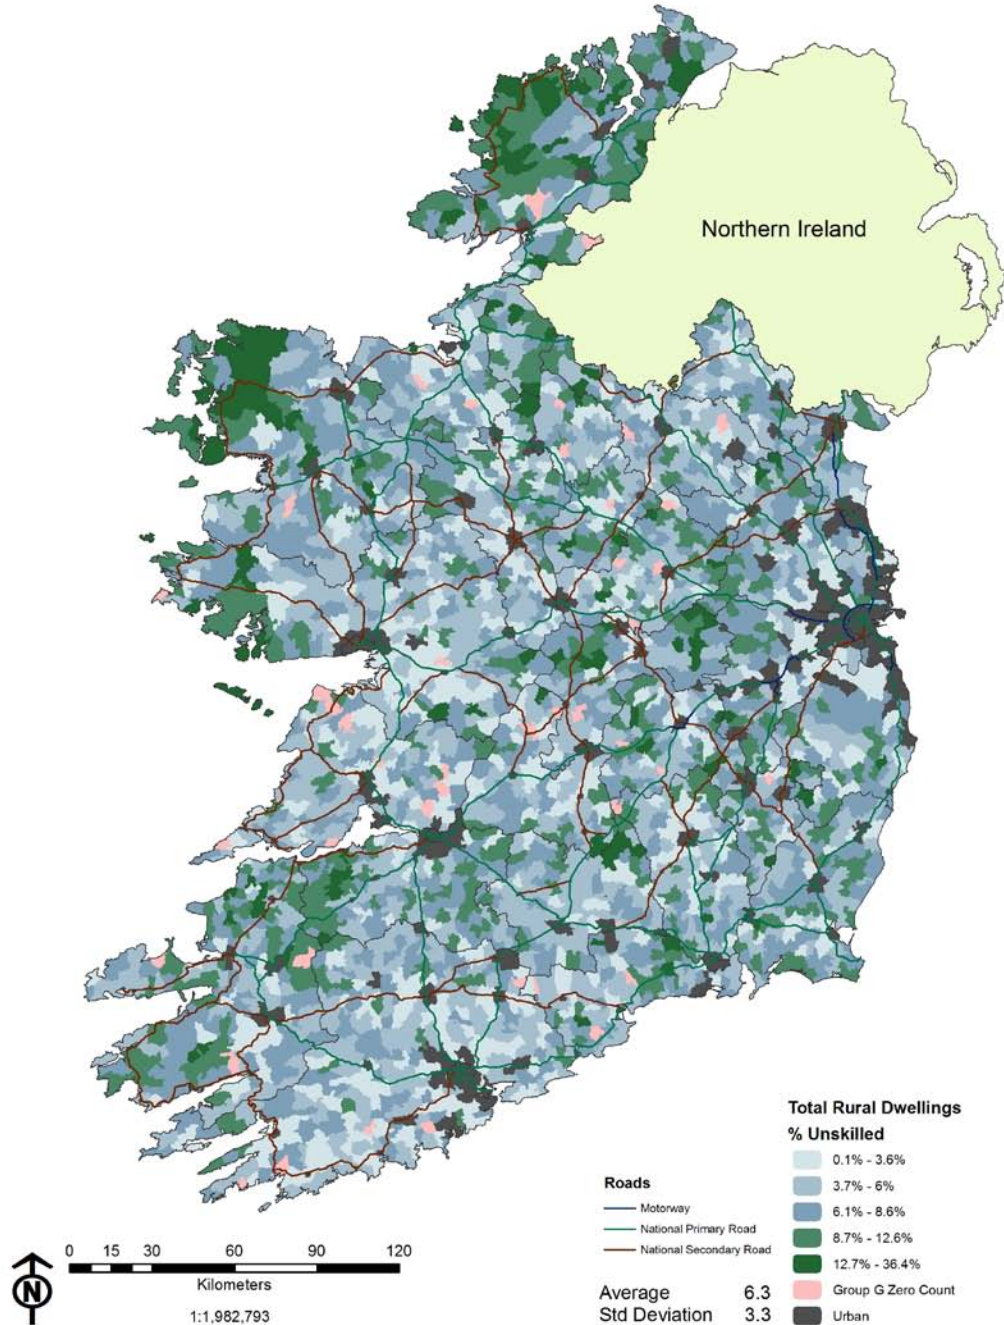 Northern Ireland
Total Rural Dwellings
% Unskilled
0.1% - 3.6%
3.7% - 6%
6.1% - 8.6%
8.7% - 12.6%
12.7% - 36.4%
Group G Zero Count
Urban
Roads
Motorway
National Primary Road
National Secondary Road
Average 6.3
Std Deviation 3.3
0 15 30 60 90 120
Kilometers
1:1,982,793
N